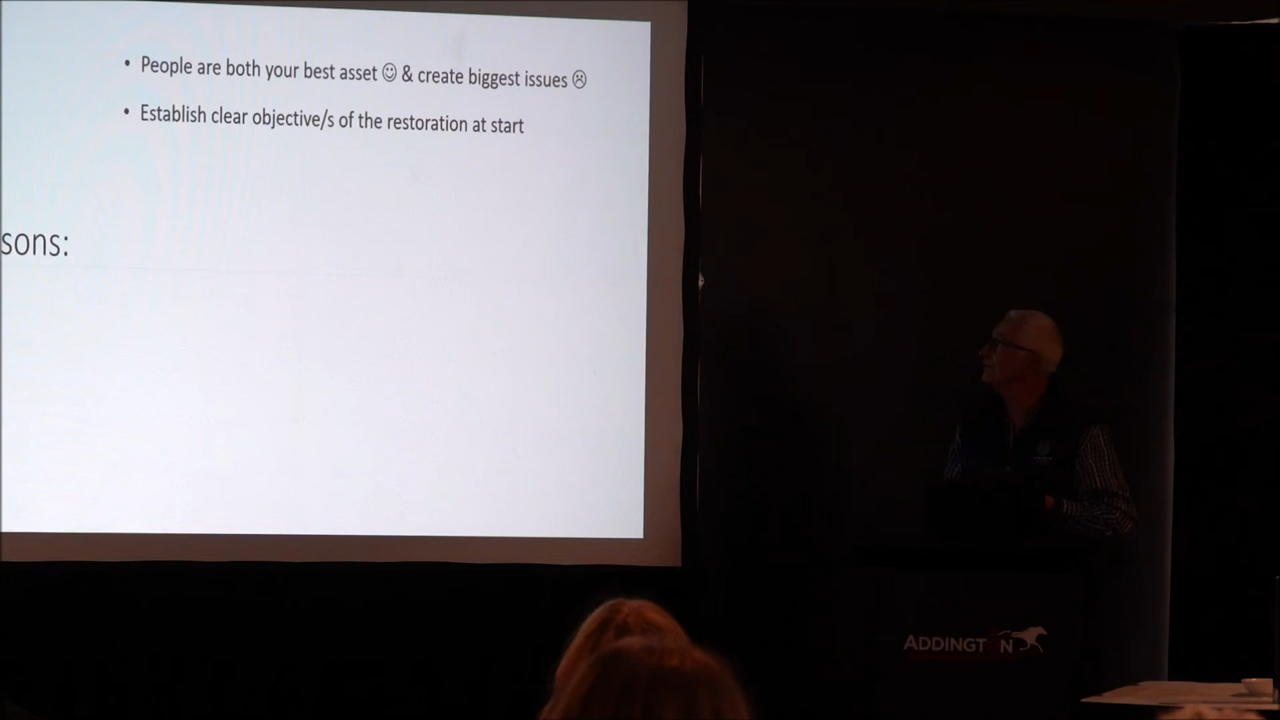 • People are both your best asset ☺ & create biggest issues ☹
• Establish clear objective/s of the restoration at start
sons:
ADDINGT N